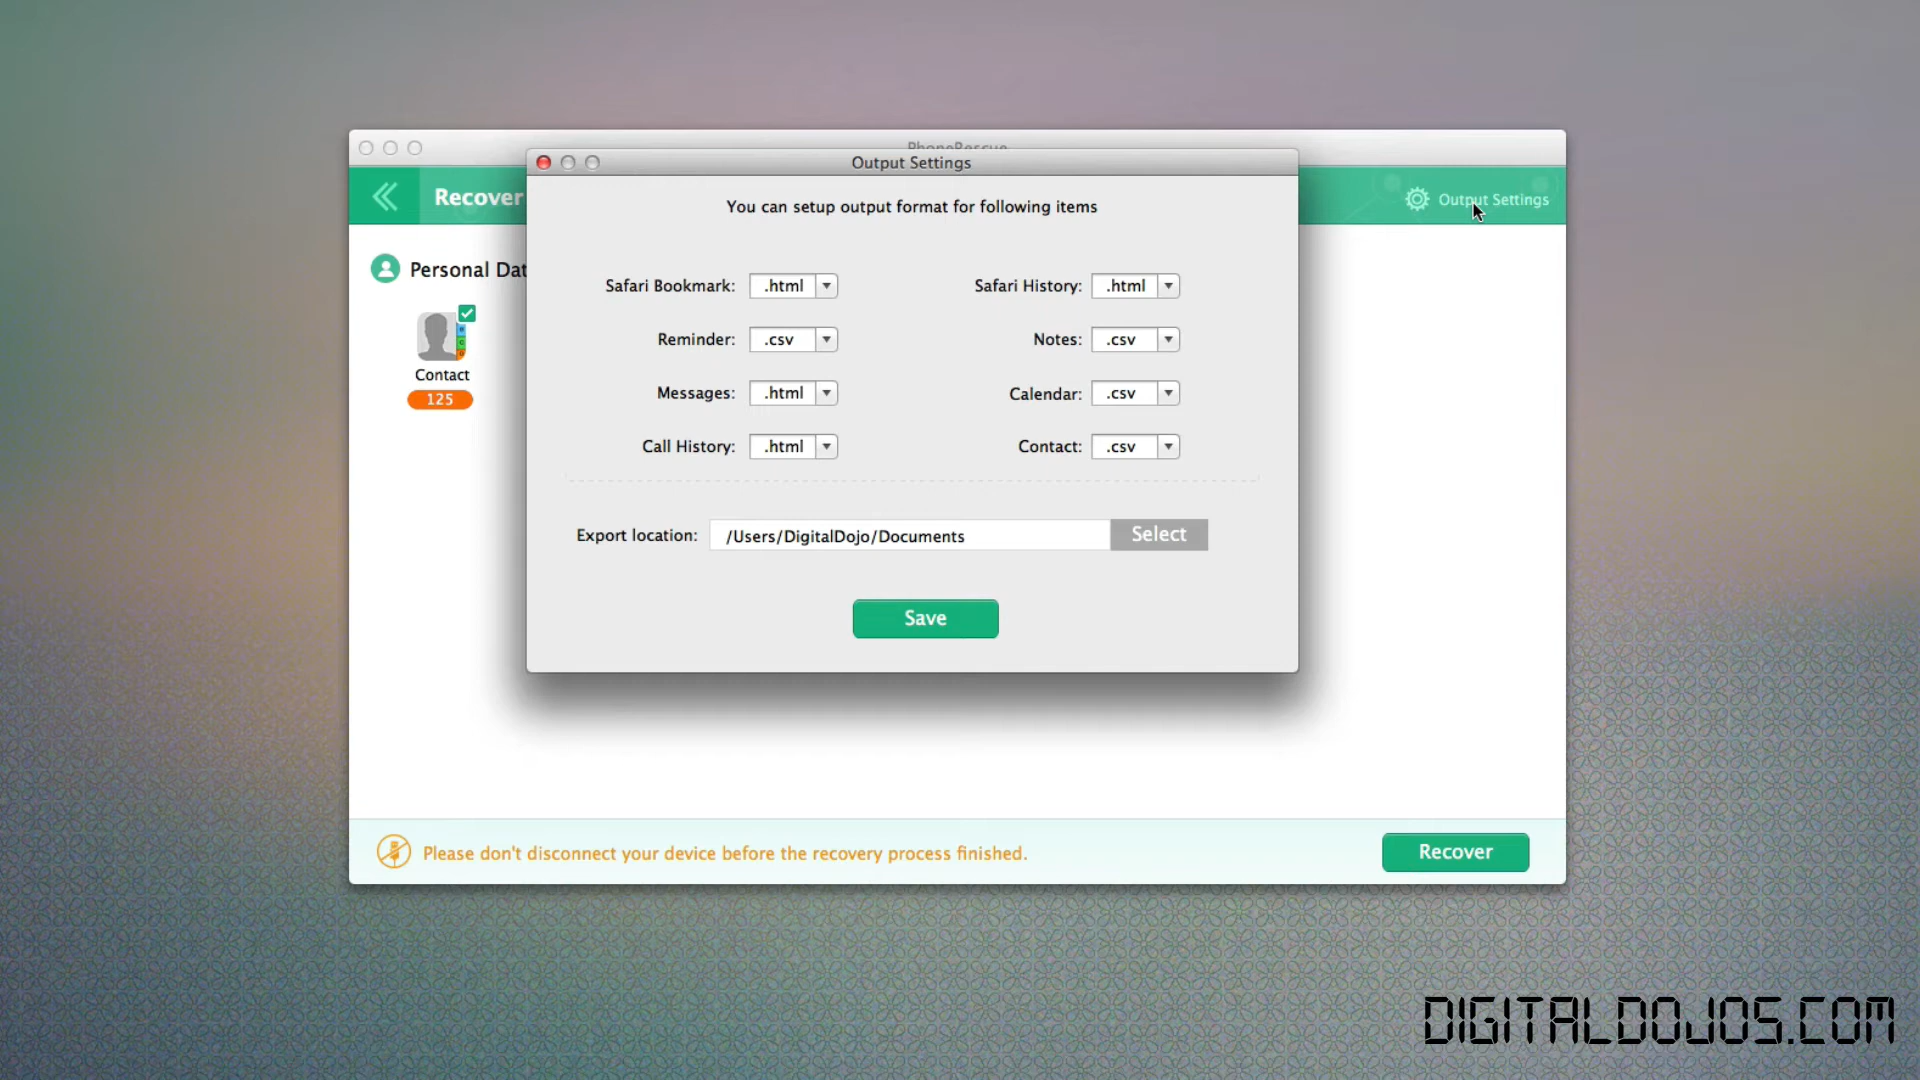 PhoneRescue
Output Settings
Recover
Output Settings
You can setup output format for following items
Personal Dat
Safari Bookmark: .html
Safari History: .html
Reminder: .csv
Notes: .csv
Contact
125
Messages: .html
Calendar: .csv
Call History: .html
Contact: .csv
Export location: /Users/DigitalDojo/Documents Select
Save
Please don't disconnect your device before the recovery process finished.
Recover
DIGITALDOJOS.COM